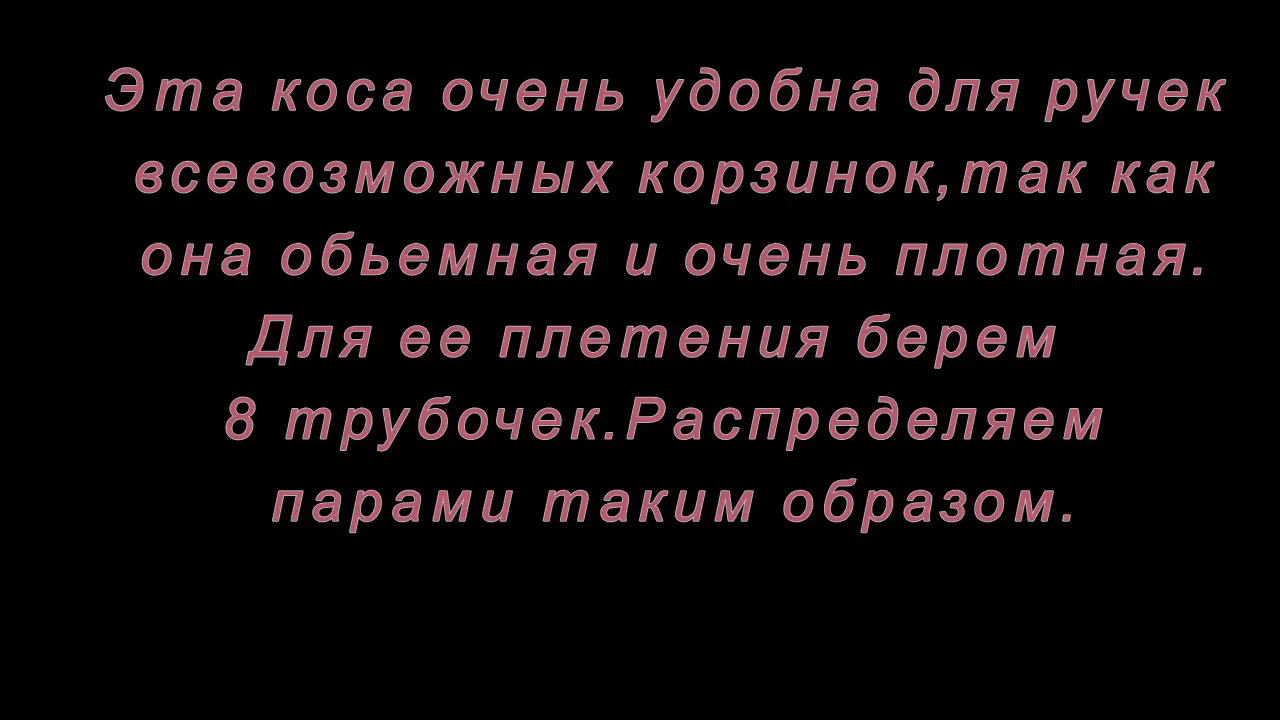 Эта коса очень удобна для ручек
всевозможных корзинок,так как
она обьемная и очень плотная.
Для ее плетения берем
8 трубочек.Распределяем
парами таким образом.